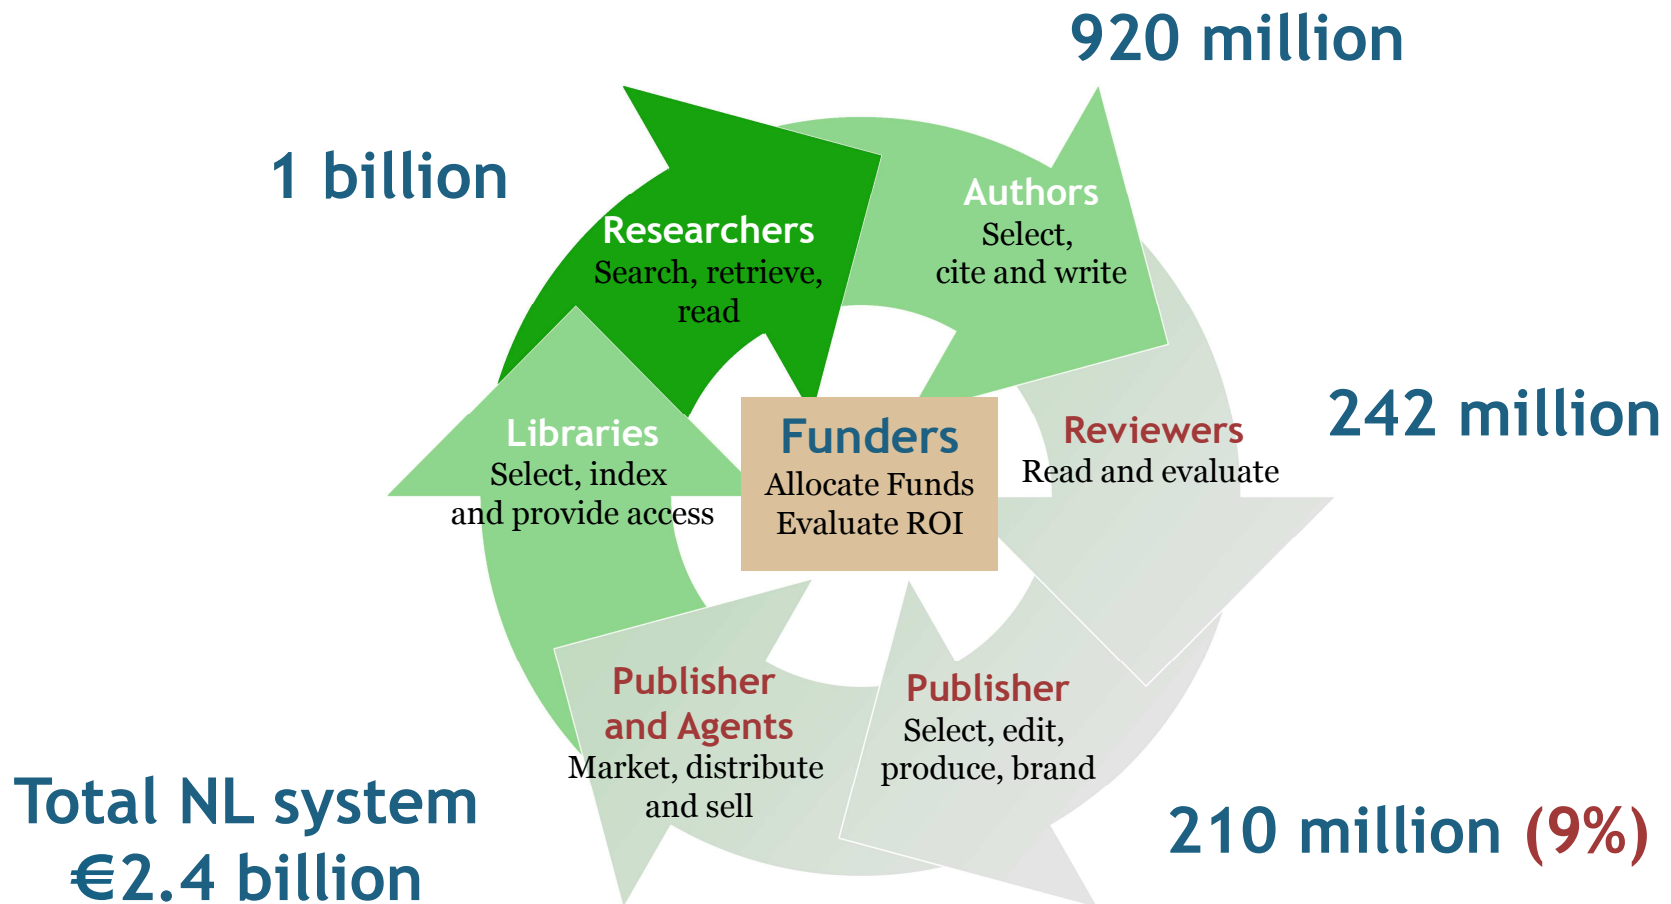 920 million
1 billion
Researchers
Search, retrieve,
read
Authors
Select,
cite and write
242 million
Reviewers
Read and evaluate
Libraries
Select, index
and provide access
Funders
Allocate Funds
Evaluate ROI
Publisher
and Agents
Market, distribute
and sell
Publisher
Select, edit,
produce, brand
Total NL system
€2.4 billion
210 million (9%)